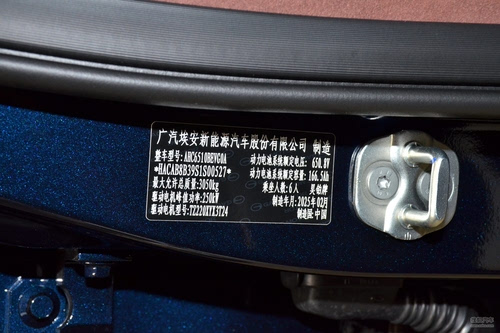 广汽埃安新能源汽车股份有限公司 制造
整车型号: AHC6510BEVG0A 动力电池系统额定电压: 650.8V
*HACAB8B39S1S00527* 动力电池系统额定容量: 166.5Ah
最大允许总质量: 3050kg 乘坐人数: 6人 昊铂牌
驱动电机峰值功率: 250kW 制造年月: 2025年02月
驱动电机型号: TZ220XYX3T24 制造国: 中国